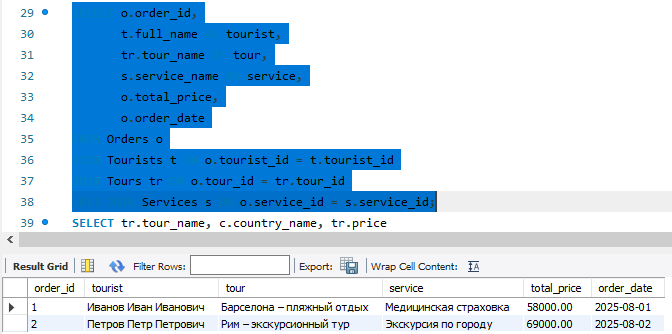 29 o.order_id,
30 t.full_name tourist,
31 tr.tour_name tour,
32 s.service_name service,
33 o.total_price,
34 o.order_date
35 Orders o
36 Tourists t o.tourist_id = t.tourist_id
37 Tours tr o.tour_id = tr.tour_id
38 Services s o.service_id = s.service_id;
39 SELECT tr.tour_name, c.country_name, tr.price
Result Grid Filter Rows: Export: Wrap Cell Content:
order_id tourist tour service total_price order_date
1 Иванов Иван Иванович Барселона – пляжный отдых Медицинская страховка 58000.00 2025-08-01
2 Петров Петр Петрович Рим – экскурсионный тур Экскурсия по городу 69000.00 2025-08-02